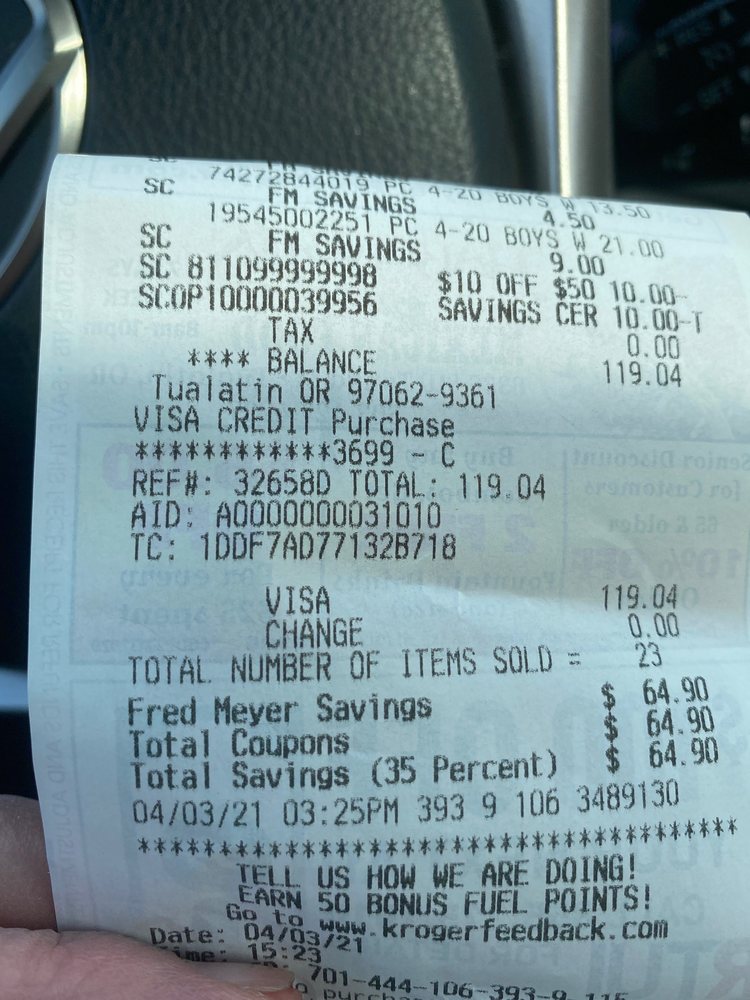 SC
74272844019 PC 4-20 BOYS W 13.50
SC FM SAVINGS 4.50
19545002251 PC 4-20 BOYS W 21.00
SC FM SAVINGS 9.00
SC 811099999998 $10 OFF $50 10.00-
SCOP10000039956 SAVINGS CER 10.00-T
TAX 0.00
**** BALANCE 119.04
Tualatin OR 97062-9361
VISA CREDIT Purchase
************3699 - C
REF#: 32658D TOTAL: 119.04
AID: A0000000031010
TC: 1DDF7AD77132B718
VISA 119.04
CHANGE 0.00
TOTAL NUMBER OF ITEMS SOLD = 23
Fred Meyer Savings $ 64.90
Total Coupons $ 64.90
Total Savings (35 Percent) $ 64.90
04/03/21 03:25PM 393 9 106 3489130
**************************************
TELL US HOW WE ARE DOING!
EARN 50 BONUS FUEL POINTS!
Go to www.krogerfeedback.com
Date: 04/03/21
Time: 15:23
701-444-106-393-9-115